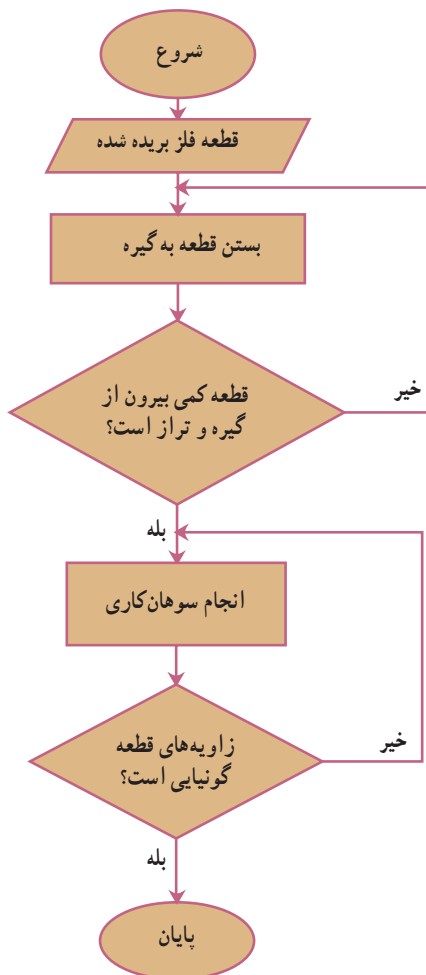 شروع
قطعه فلز بریده شده
بستن قطعه به گیره
قطعه کمی بیرون از
گیره و تراز است؟
خیر
بله
انجام سوهان‌کاری
زاویه‌های قطعه
گونیایی است؟
خیر
بله
پایان